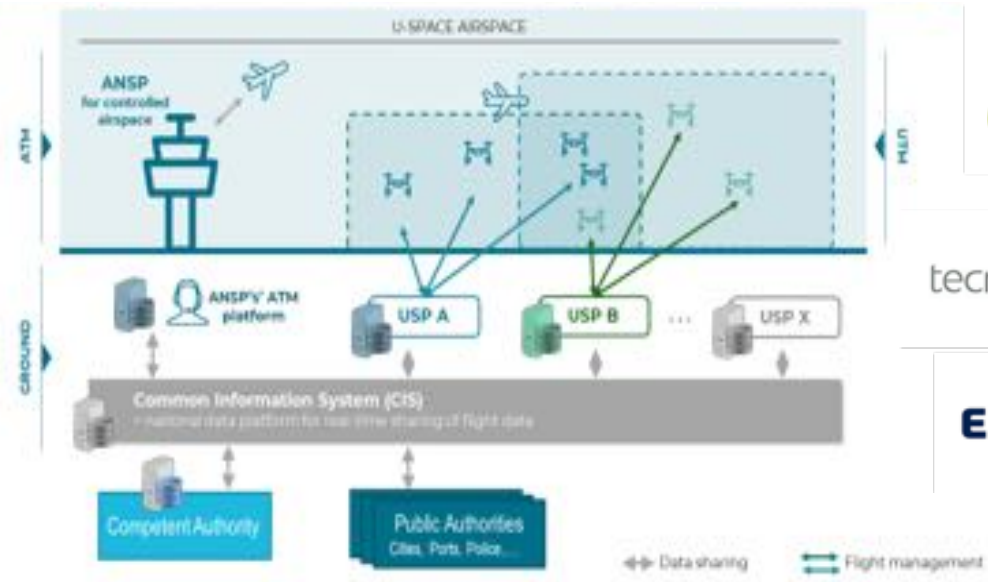 U-SPACE AIRSPACE
ANSP
for controlled
airspace
ATM
UTM
GROUND
ANSP's' ATM
platform
USP A
USP B
...
USP X
Common Information System (CIS)
= national data platform for real-time sharing of flight data
Competent Authority
Public Authorities
Cities, Ports, Police...
Data sharing
Flight management
tecn
E